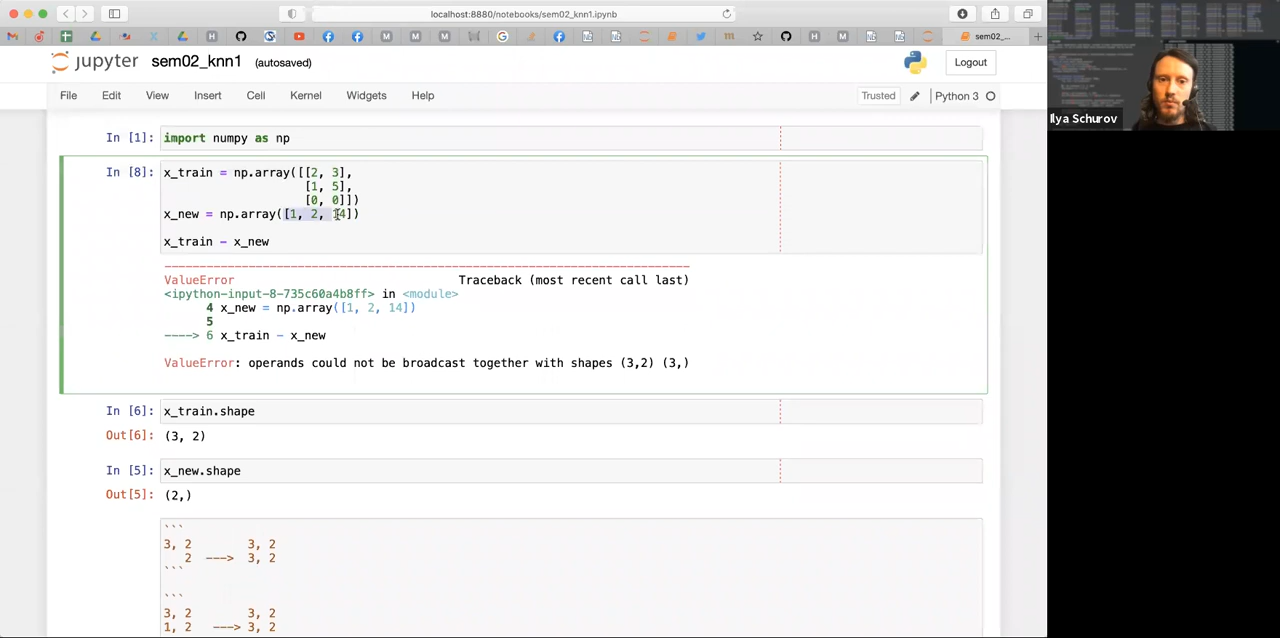 localhost:8880/notebooks/sem02_knn1.ipynb
sem02_...
jupyter sem02_knn1 (autosaved)
Logout
File Edit View Insert Cell Kernel Widgets Help
Trusted
Python 3
Ilya Schurov
In [1]: import numpy as np
In [8]: x_train = np.array([[2, 3],
[1, 5],
[0, 0]])
x_new = np.array([1, 2, 14])
x_train - x_new
---------------------------------------------------------------------------
ValueError Traceback (most recent call last)
<ipython-input-8-735c60a4b8ff> in <module>
4 x_new = np.array([1, 2, 14])
5
----> 6 x_train - x_new
ValueError: operands could not be broadcast together with shapes (3,2) (3,)
In [6]: x_train.shape
Out[6]: (3, 2)
In [5]: x_new.shape
Out[5]: (2,)
```
3, 2 3, 2
2 ---> 3, 2
```
```
3, 2 3, 2
1, 2 ---> 3, 2